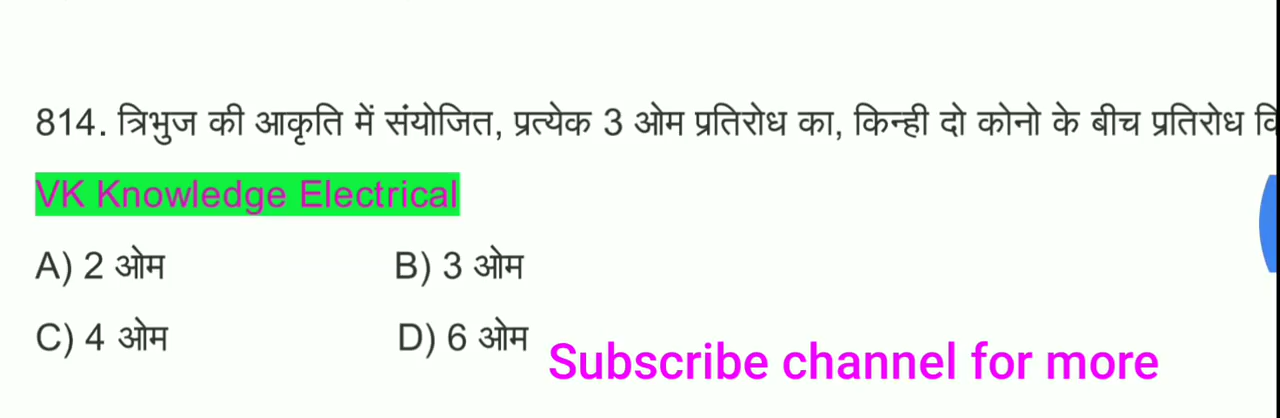 814. त्रिभुज की आकृति में संयोजित, प्रत्येक 3 ओम प्रतिरोध का, किन्ही दो कोनो के बीच प्रतिरोध
VK Knowledge Electrical
A) 2 ओम B) 3 ओम
C) 4 ओम D) 6 ओम
Subscribe channel for more